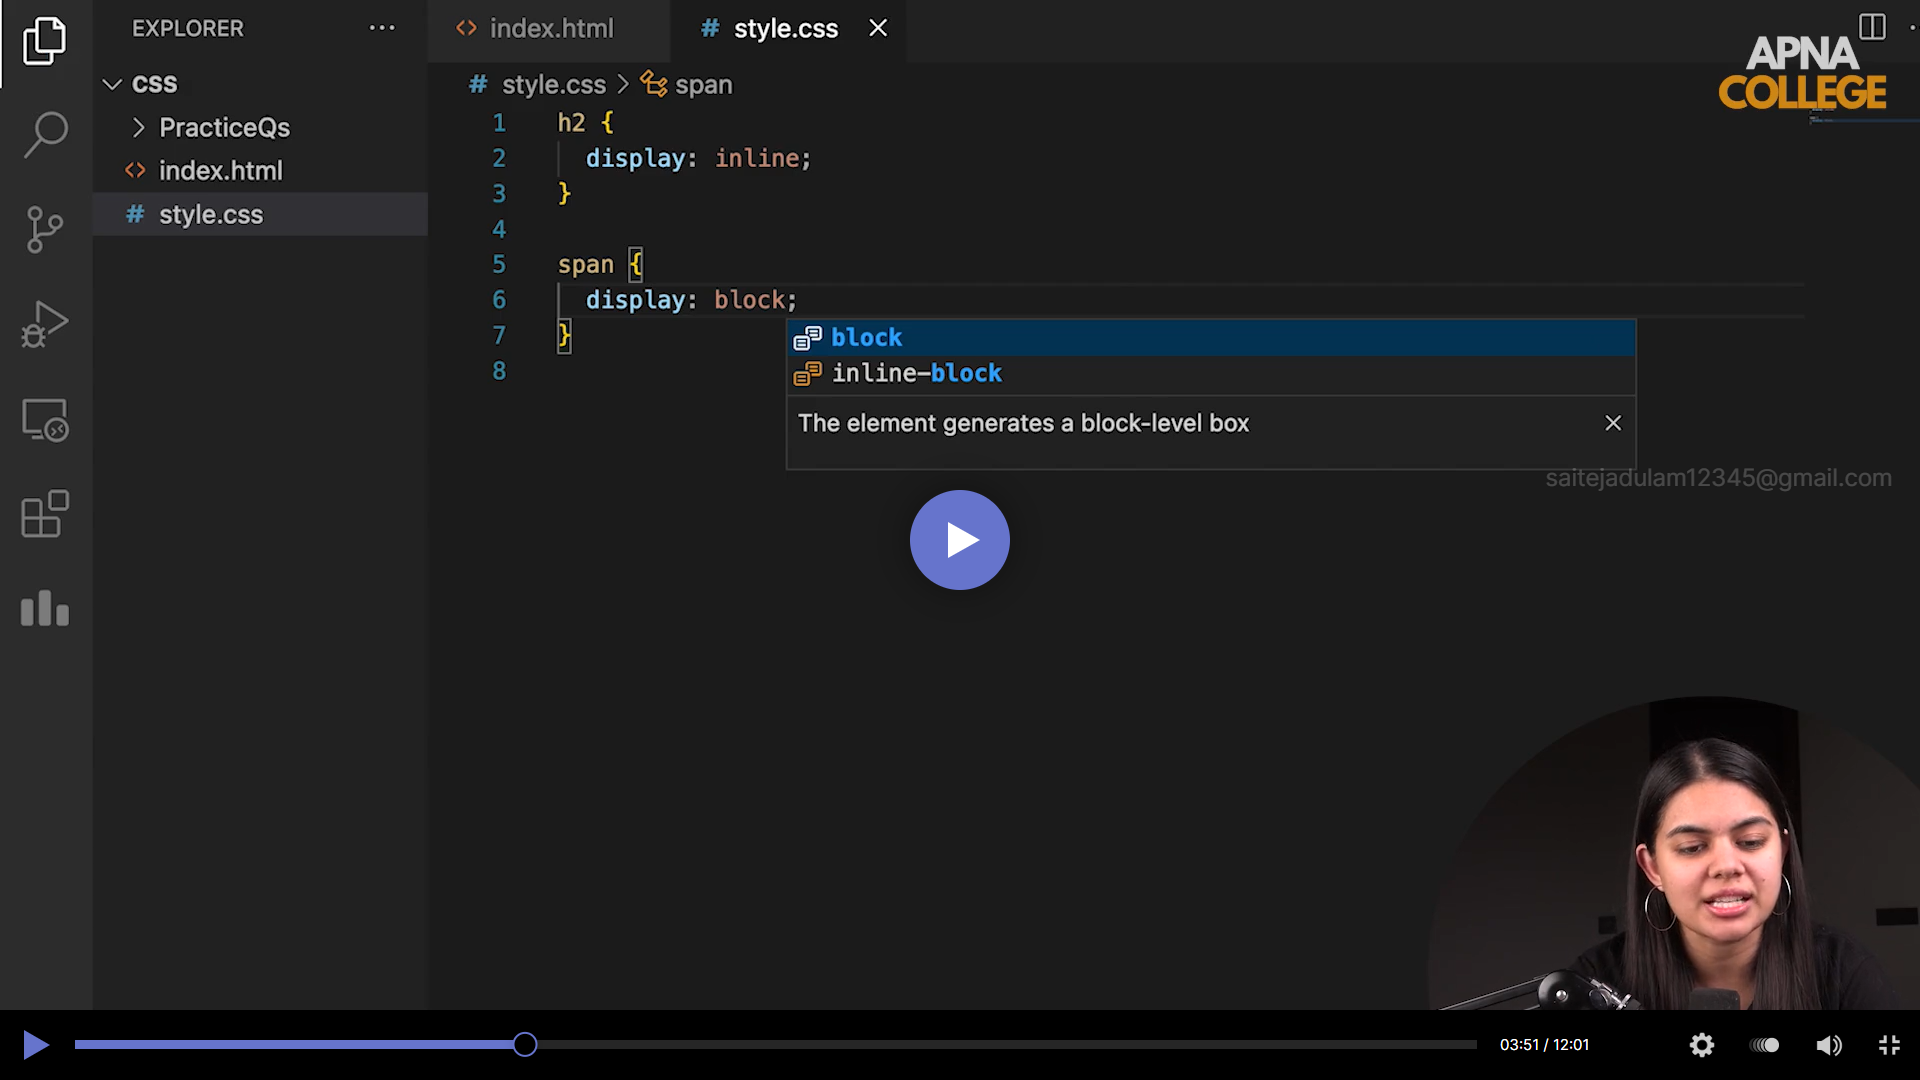 EXPLORER
index.html
# style.css
APNA
COLLEGE
CSS
# style.css > span
PracticeQs
index.html
# style.css
1 h2 {
2 display: inline;
3 }
4
5 span {
6 display: block;
7 }
8
block
inline-block
The element generates a block-level box
saitejadulam12345@gmail.com
03:51 / 12:01